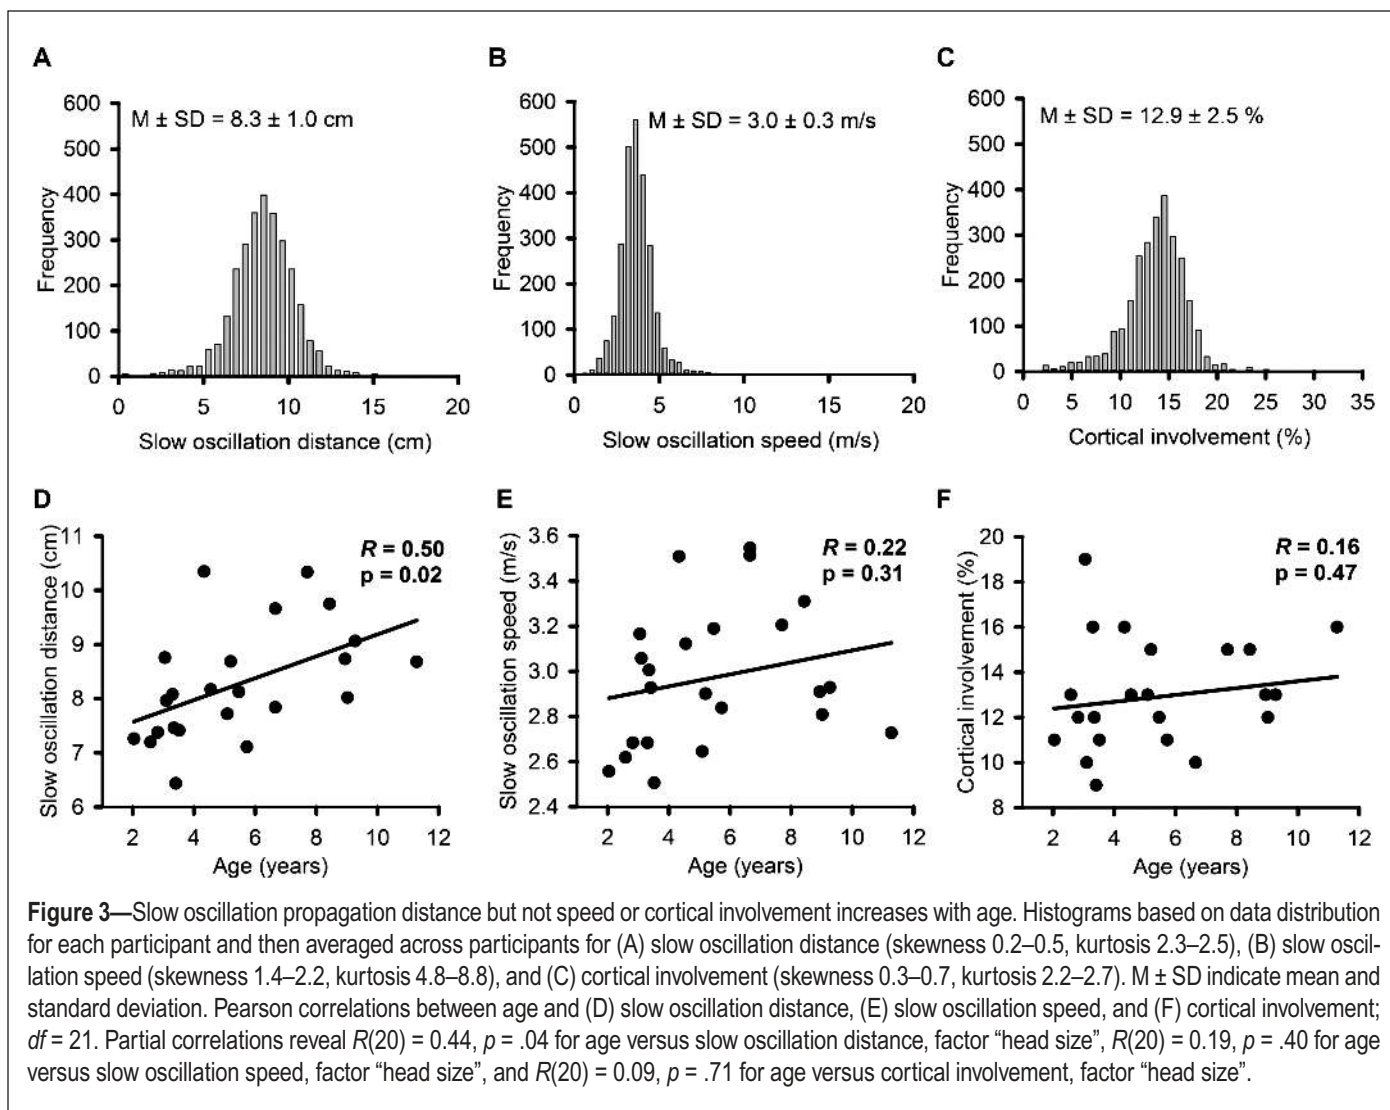 A
600
500
400
300
200
100
0
Frequency
M ± SD = 8.3 ± 1.0 cm
0 5 10 15 20
Slow oscillation distance (cm)
B
600
500
400
300
200
100
0
Frequency
M ± SD = 3.0 ± 0.3 m/s
0 5 10 15 20
Slow oscillation speed (m/s)
C
600
500
400
300
200
100
0
Frequency
M ± SD = 12.9 ± 2.5 %
0 5 10 15 20 25 30 35
Cortical involvement (%)
D
11
10
9
8
7
6
Slow oscillation distance (cm)
R = 0.50
p = 0.02
2 4 6 8 10 12
Age (years)
E
3.6
3.4
3.2
3.0
2.8
2.6
2.4
Slow oscillation speed (m/s)
R = 0.22
p = 0.31
2 4 6 8 10 12
Age (years)
F
20
18
16
14
12
10
8
Cortical involvement (%)
R = 0.16
p = 0.47
2 4 6 8 10 12
Age (years)
Figure 3—Slow oscillation propagation distance but not speed or cortical involvement increases with age. Histograms based on data distribution
for each participant and then averaged across participants for (A) slow oscillation distance (skewness 0.2–0.5, kurtosis 2.3–2.5), (B) slow oscil-
lation speed (skewness 1.4–2.2, kurtosis 4.8–8.8), and (C) cortical involvement (skewness 0.3–0.7, kurtosis 2.2–2.7). M ± SD indicate mean and
standard deviation. Pearson correlations between age and (D) slow oscillation distance, (E) slow oscillation speed, and (F) cortical involvement;
df = 21. Partial correlations reveal R(20) = 0.44, p = .04 for age versus slow oscillation distance, factor “head size”, R(20) = 0.19, p = .40 for age
versus slow oscillation speed, factor “head size”, and R(20) = 0.09, p = .71 for age versus cortical involvement, factor “head size”.